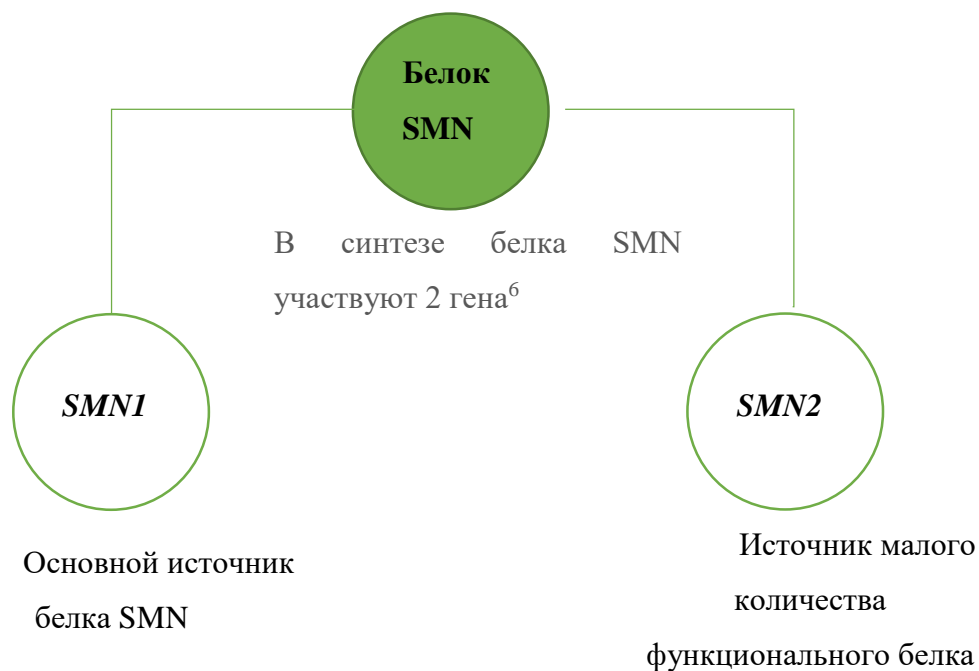 Белок
SMN
В синтезе белка SMN
участвуют 2 гена⁶
SMN1
SMN2
Основной источник
белка SMN
Источник малого
количества
функционального белка